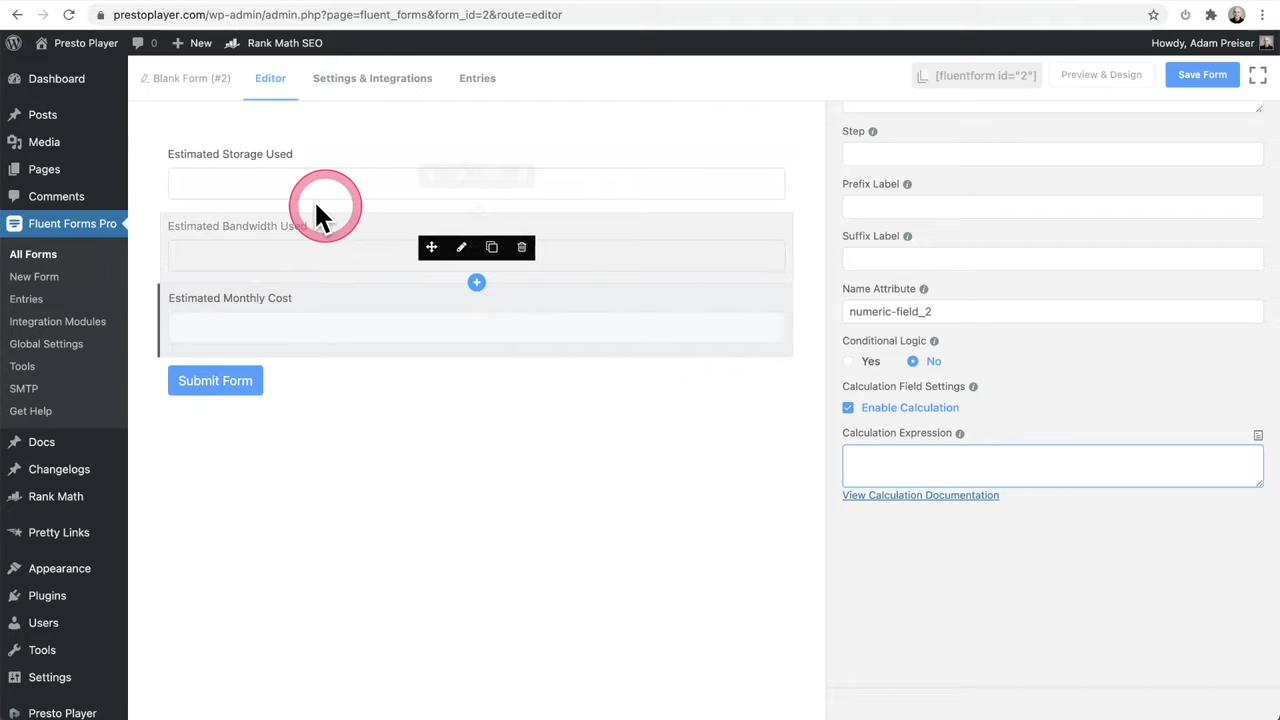 prestoplayer.com/wp-admin/admin.php?page=fluent_forms&form_id=2&route=editor
Presto Player
0
New
Rank Math SEO
Howdy, Adam Preiser
Dashboard
Posts
Media
Pages
Comments
Fluent Forms Pro
All Forms
New Form
Entries
Integration Modules
Global Settings
Tools
SMTP
Get Help
Docs
Changelogs
Rank Math
Pretty Links
Appearance
Plugins
Users
Tools
Settings
Presto Player
Blank Form (#2)
Editor
Settings & Integrations
Entries
[fluentform id="2"]
Preview & Design
Save Form
Estimated Storage Used
Estimated Bandwidth Used
Estimated Monthly Cost
Submit Form
Step
Prefix Label
Suffix Label
Name Attribute
numeric-field_2
Conditional Logic
Yes
No
Calculation Field Settings
Enable Calculation
Calculation Expression
View Calculation Documentation